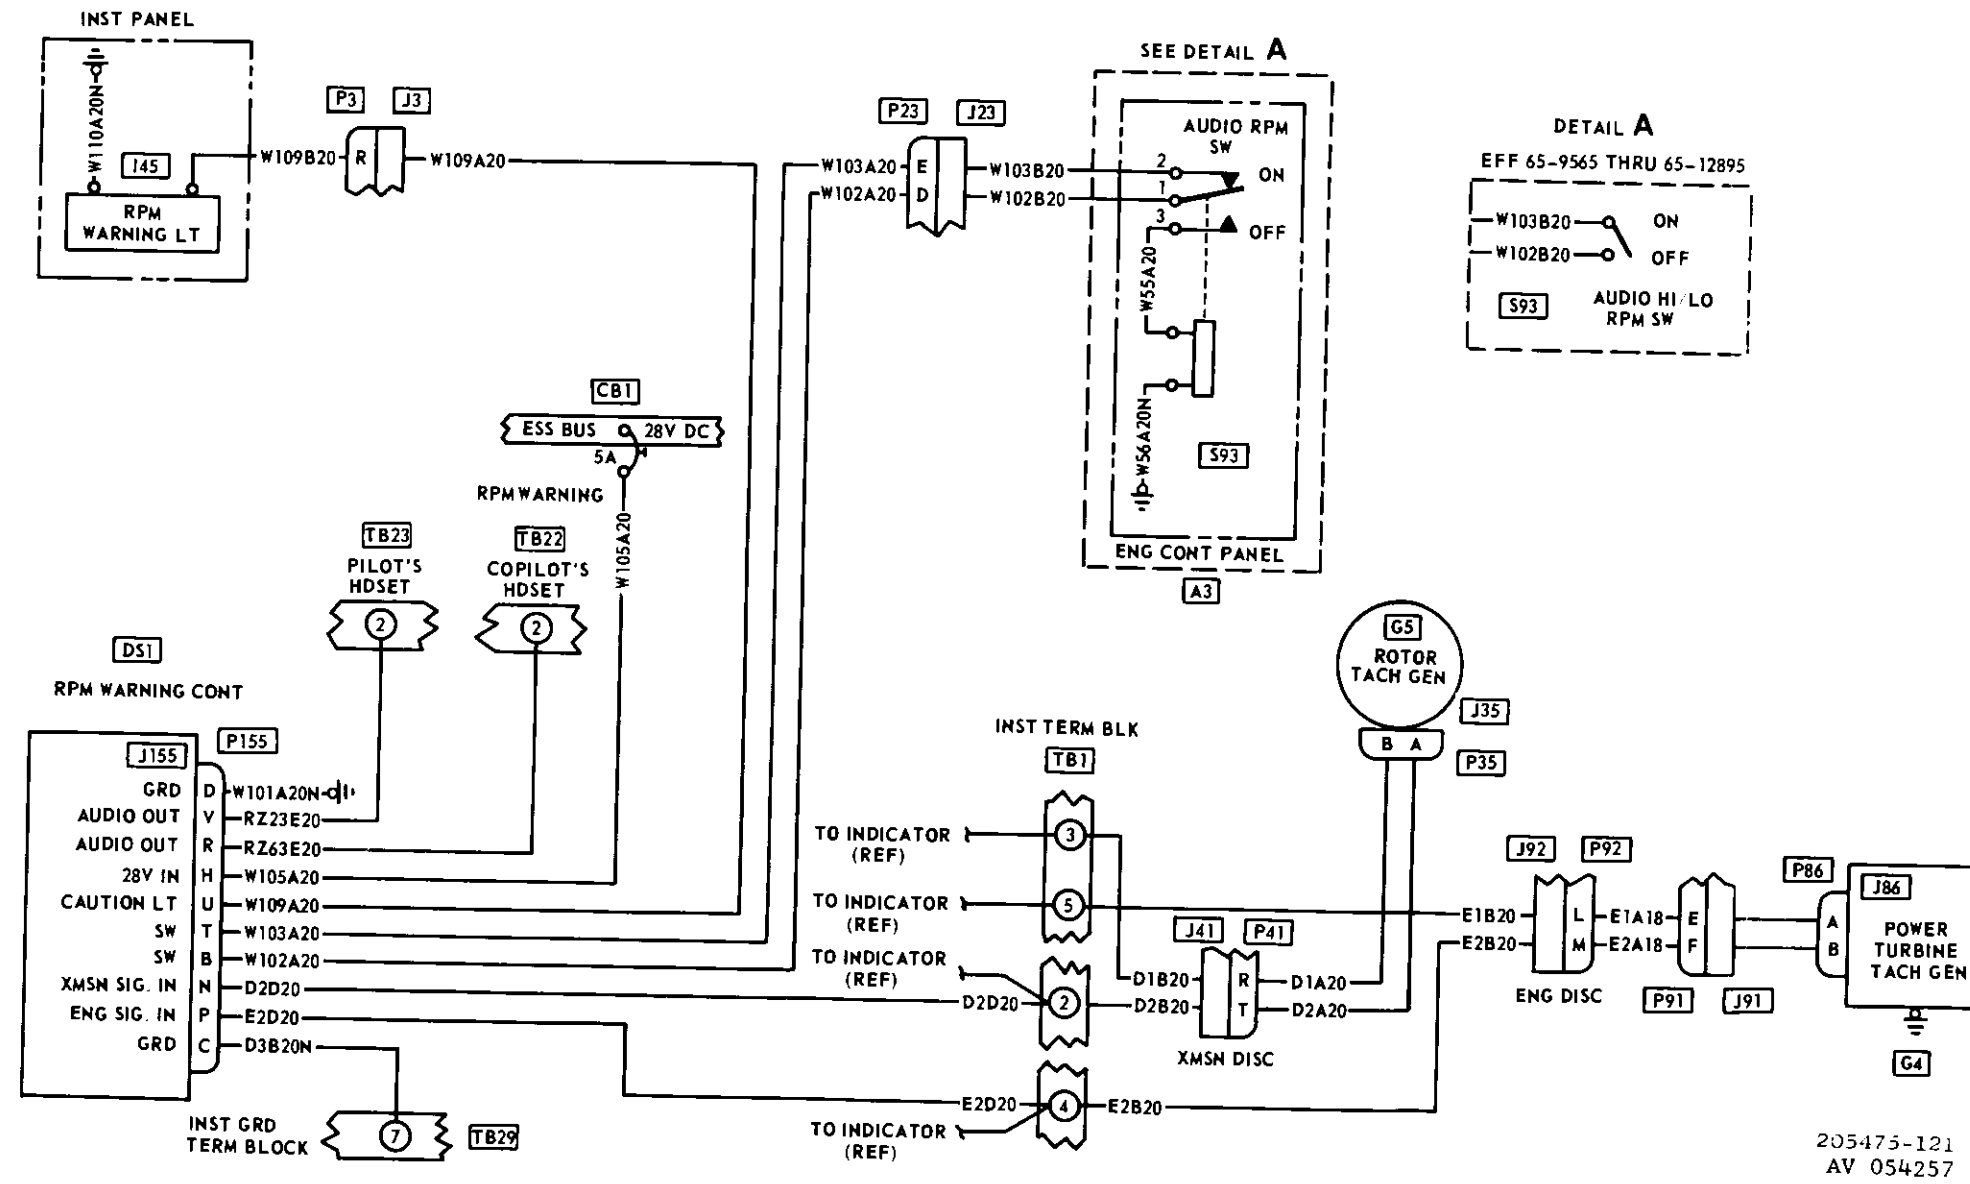 INST PANEL
W110A20N
J45
RPM
WARNING LT
P3
J3
W109B20
R
W109A20
P23
J23
W103A20
E
W103B20
W102A20
D
W102B20
SEE DETAIL A
AUDIO RPM
SW
2
ON
1
3
OFF
W55A20
W56A20N
S93
ENG CONT PANEL
A3
DETAIL A
EFF 65-9565 THRU 65-12895
W103B20
ON
W102B20
OFF
S93
AUDIO HI/LO
RPM SW
CB1
ESS BUS
28V DC
5A
RPM WARNING
W105A20
TB23
PILOT'S
HDSET
2
TB22
COPILOT'S
HDSET
2
DS1
RPM WARNING CONT
J155
P155
GRD D W101A20N
AUDIO OUT V RZ23E20
AUDIO OUT R RZ63E20
28V IN H W105A20
CAUTION LT U W109A20
SW T W103A20
SW B W102A20
XMSN SIG. IN N D2D20
ENG SIG. IN P E2D20
GRD C D3B20N
INST GRD
TERM BLOCK
7
TB29
G5
ROTOR
TACH GEN
J35
B A
P35
INST TERM BLK
TB1
TO INDICATOR
(REF)
3
TO INDICATOR
(REF)
5
TO INDICATOR
(REF)
D2D20
2
E2D20
4
E2B20
TO INDICATOR
(REF)
J41
P41
D1B20
R
D1A20
D2B20
T
D2A20
XMSN DISC
J92
P92
E1B20
L
E1A18
E
E2B20
M
E2A18
F
ENG DISC
P91
J91
P86
J86
A
B
POWER
TURBINE
TACH GEN
G4
205475-121
AV 054257